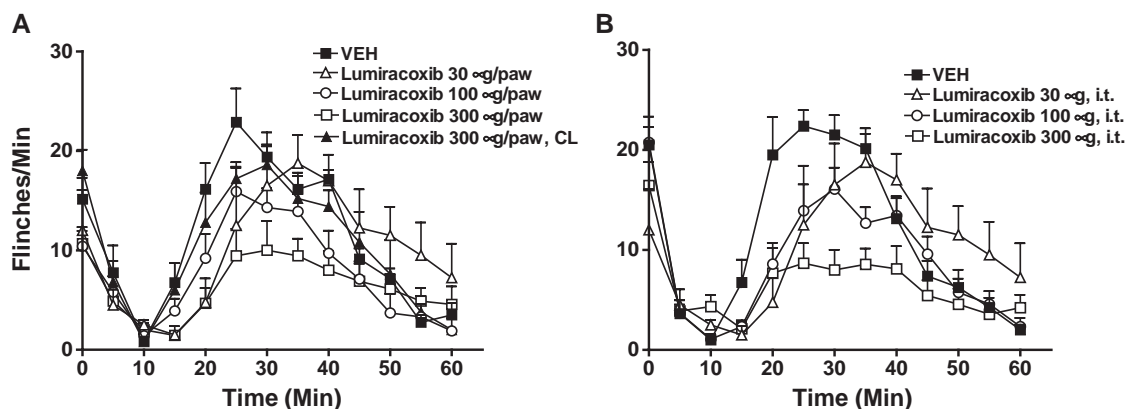 A
30
20
10
0
Flinches/Min
VEH
Lumiracoxib 30 ∝g/paw
Lumiracoxib 100 ∝g/paw
Lumiracoxib 300 ∝g/paw
Lumiracoxib 300 ∝g/paw, CL
0 10 20 30 40 50 60
Time (Min)
B
30
20
10
0
VEH
Lumiracoxib 30 ∝g, i.t.
Lumiracoxib 100 ∝g, i.t.
Lumiracoxib 300 ∝g, i.t.
0 10 20 30 40 50 60
Time (Min)